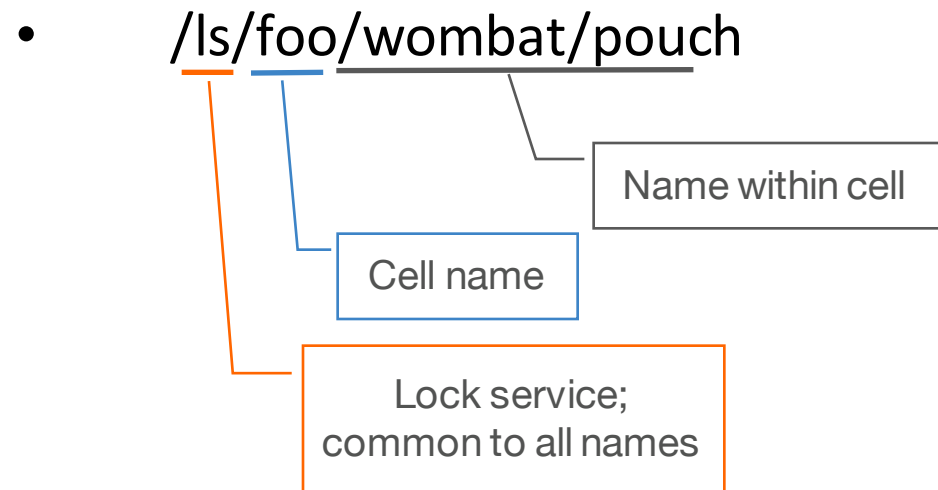 • /ls/foo/wombat/pouch
Name within cell
Cell name
Lock service;
common to all names